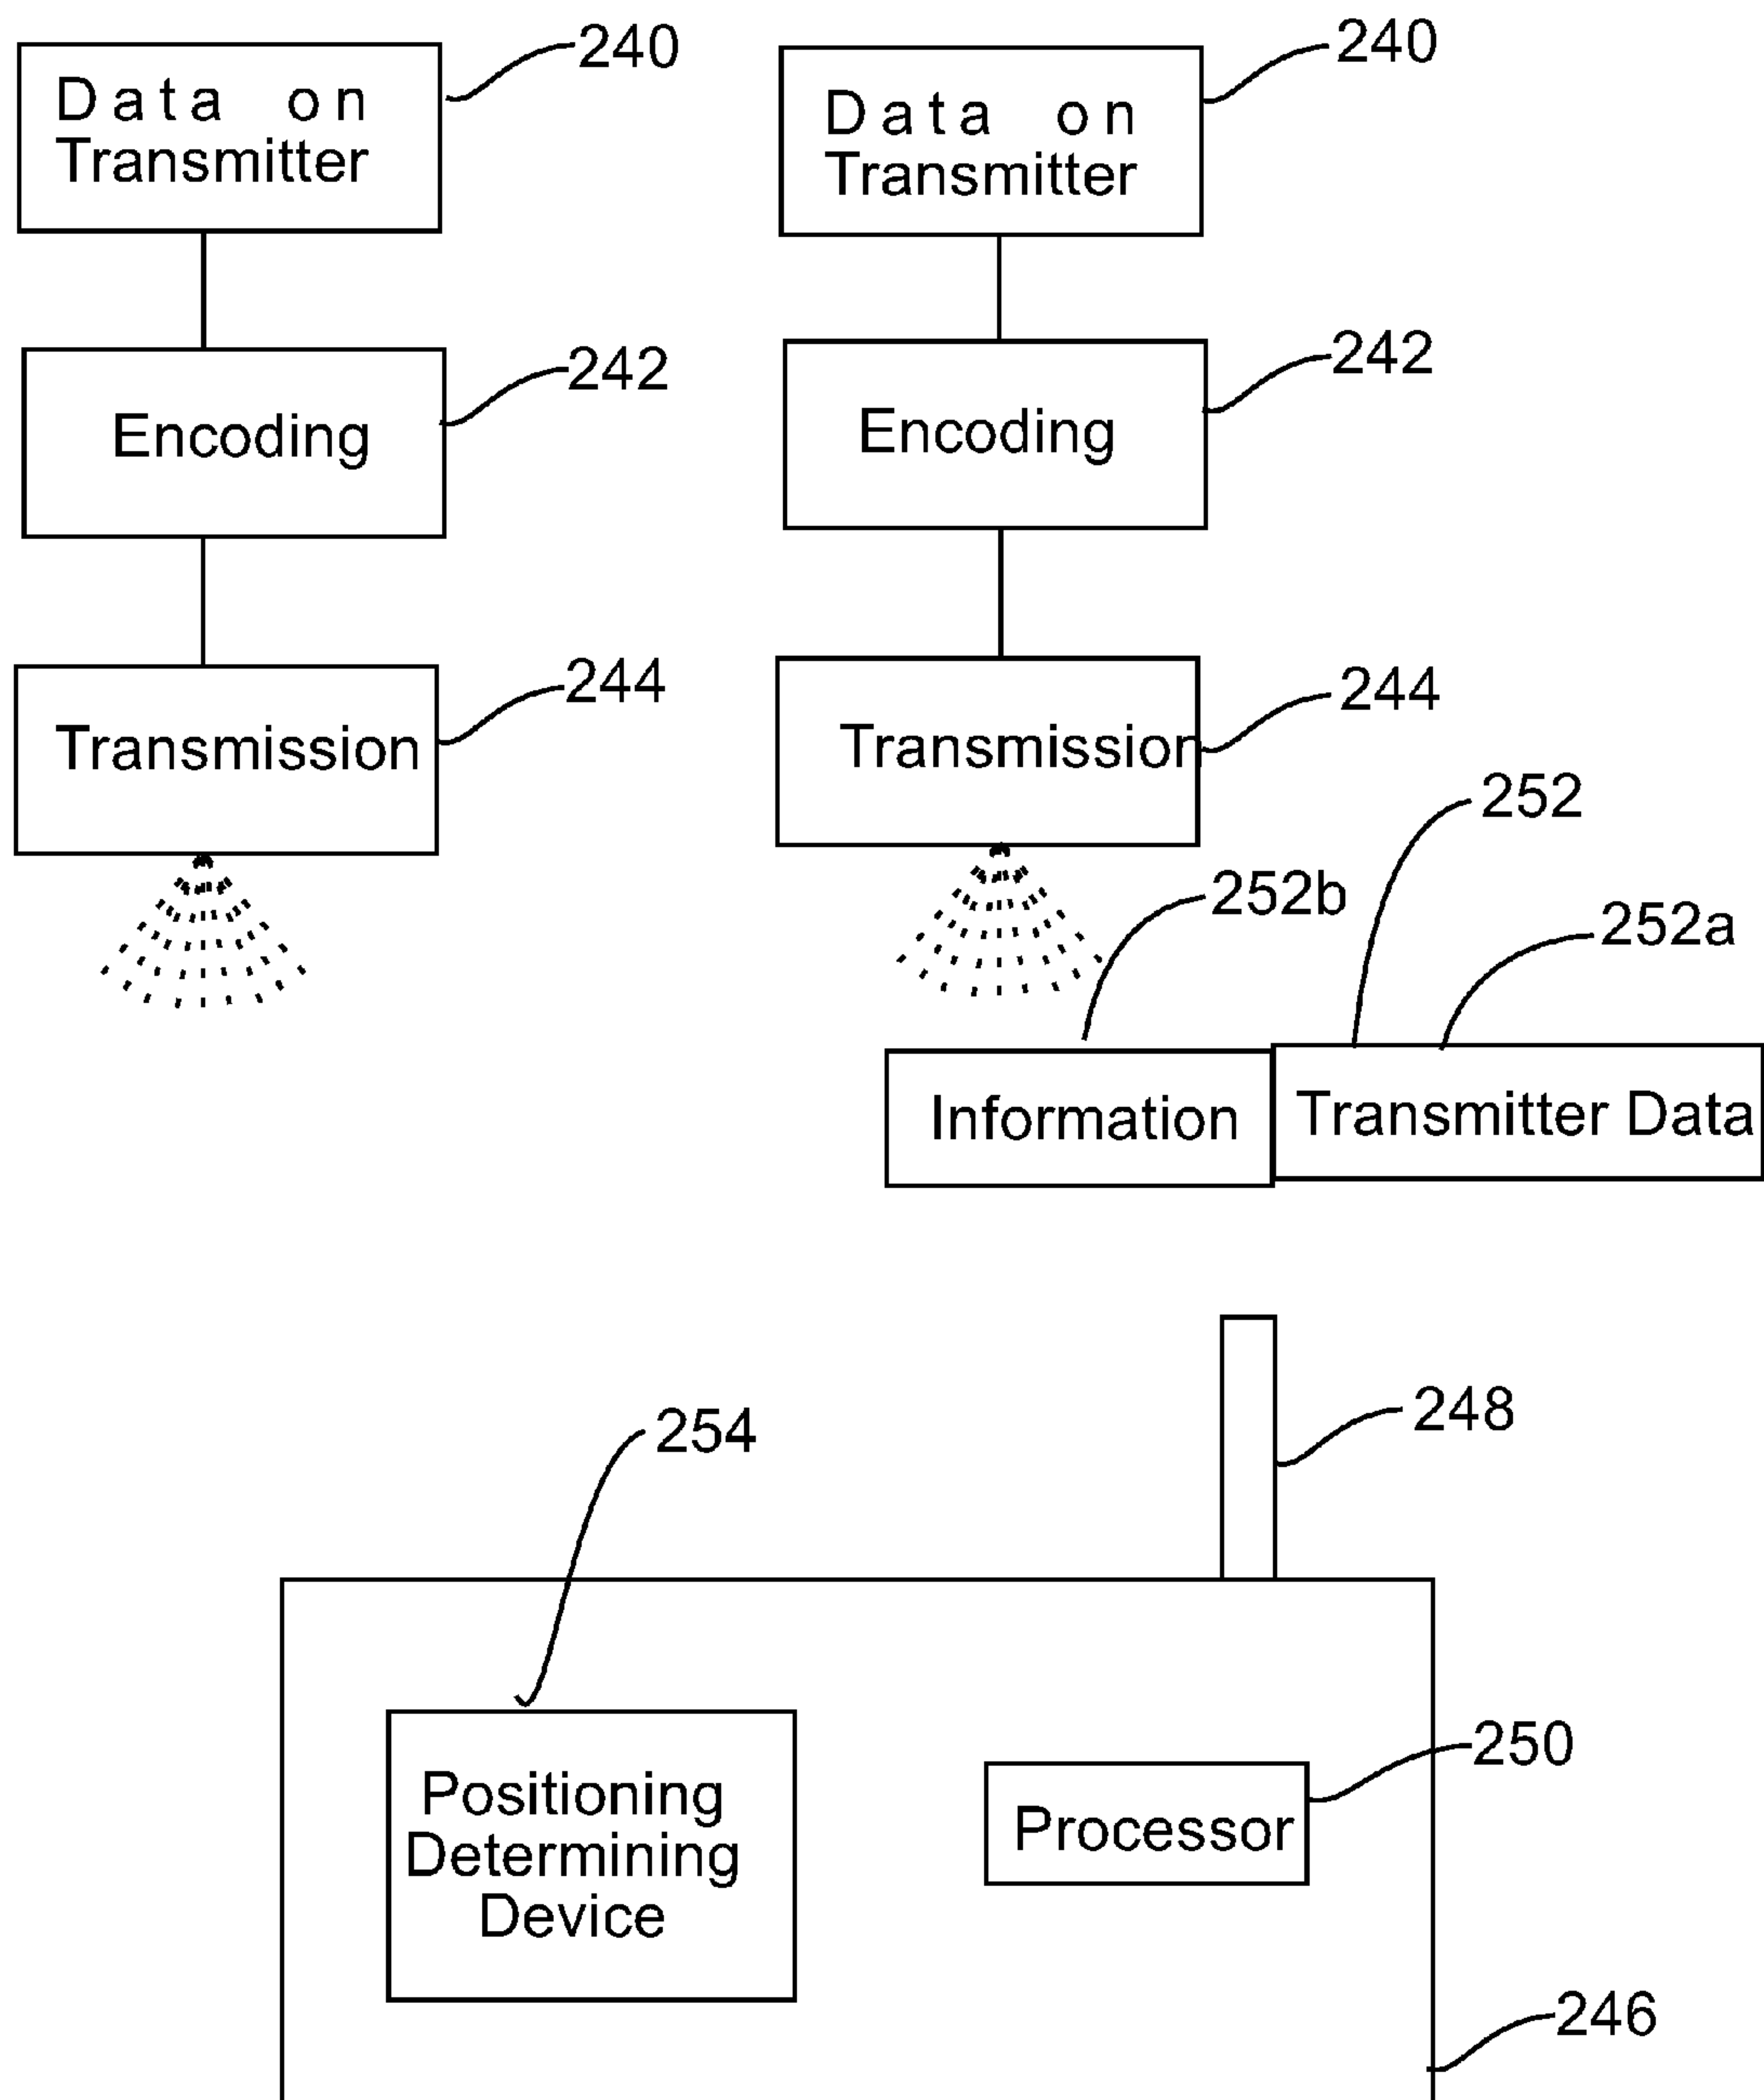 240
240
Data on
Transmitter
Data on
Transmitter
242
242
Encoding
Encoding
244
244
Transmission
Transmission
252
252b
252a
Information
Transmitter Data
248
254
250
Positioning
Determining
Device
Processor
246